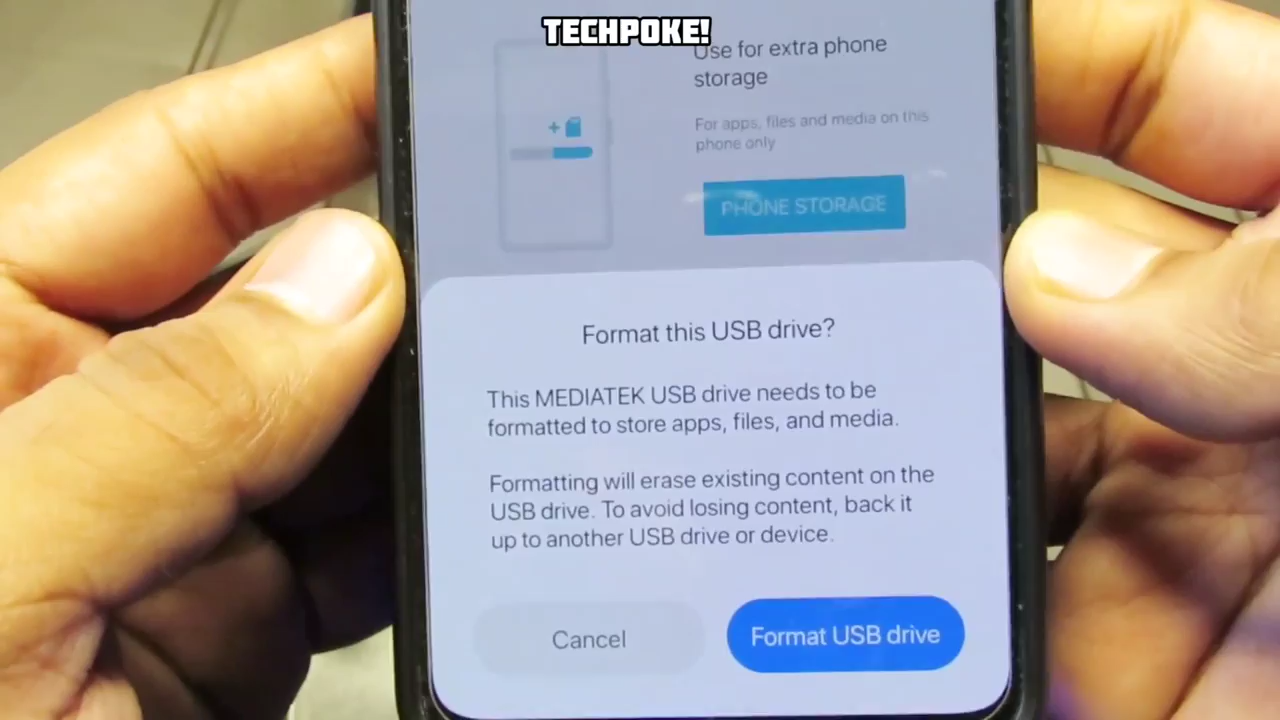 TECHPOKE!
Use for extra phone
storage
For apps, files and media on this
phone only
PHONE STORAGE
Format this USB drive?
This MEDIATEK USB drive needs to be
formatted to store apps, files, and media.
Formatting will erase existing content on the
USB drive. To avoid losing content, back it
up to another USB drive or device.
Cancel
Format USB drive